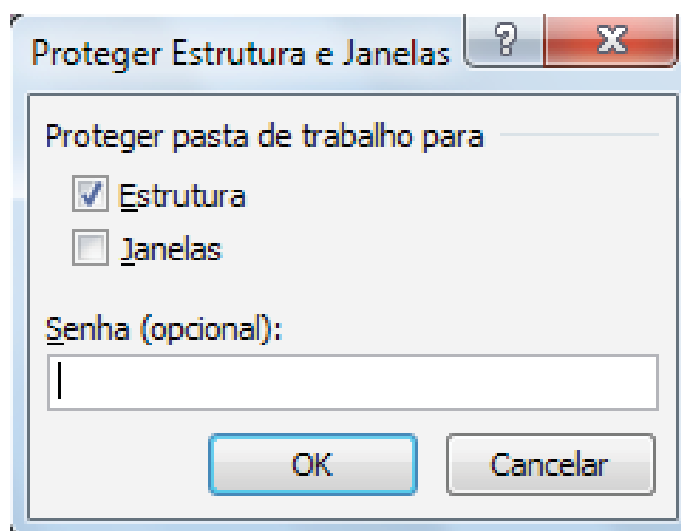 Proteger Estrutura e Janelas
Proteger pasta de trabalho para
Estrutura
Janelas
Senha (opcional):
OK Cancelar